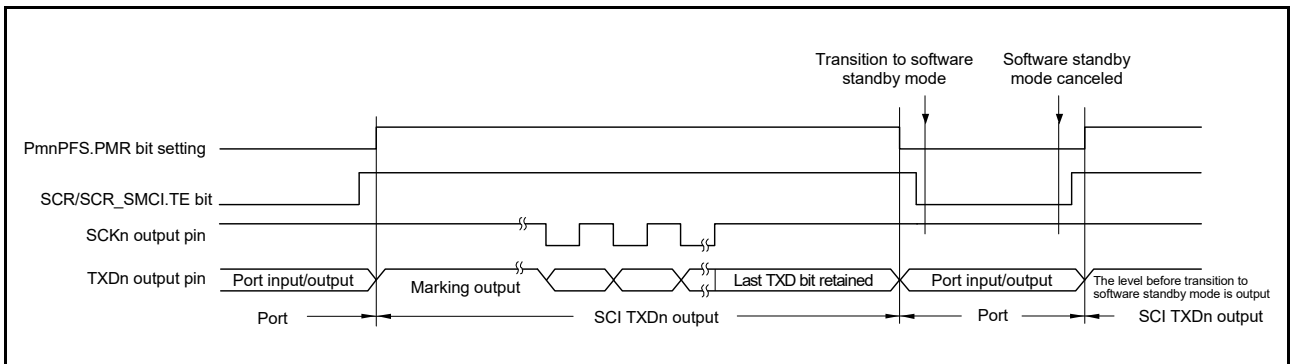 Transition to software
standby mode
Software standby
mode canceled
PmnPFS.PMR bit setting
SCR/SCR_SMCI.TE bit
SCKn output pin
TXDn output pin
Port input/output
Marking output
Last TXD bit retained
Port input/output
The level before transition to
software standby mode is output
Port
SCI TXDn output
Port
SCI TXDn output